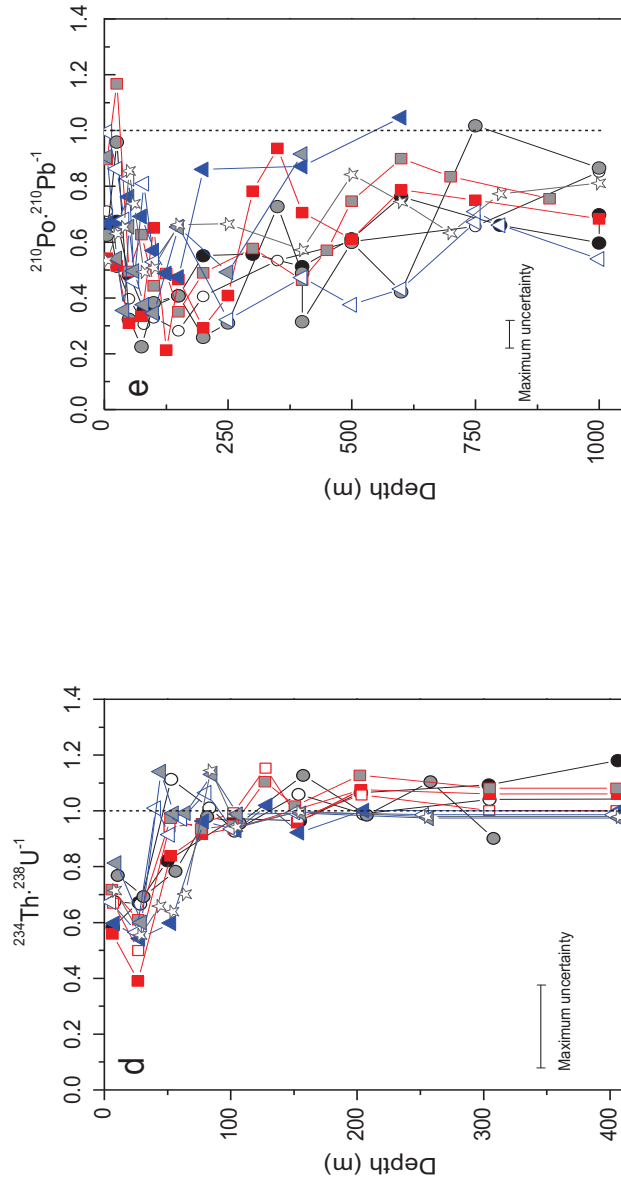 ²³⁴Th·²³⁸U⁻¹
0.0 0.2 0.4 0.6 0.8 1.0 1.2 1.4
d
0
100
200
300
400
Depth (m)
Maximum uncertainty
²¹⁰Po·²¹⁰Pb⁻¹
0.0 0.2 0.4 0.6 0.8 1.0 1.2 1.4
e
0
250
500
750
1000
Depth (m)
Maximum uncertainty